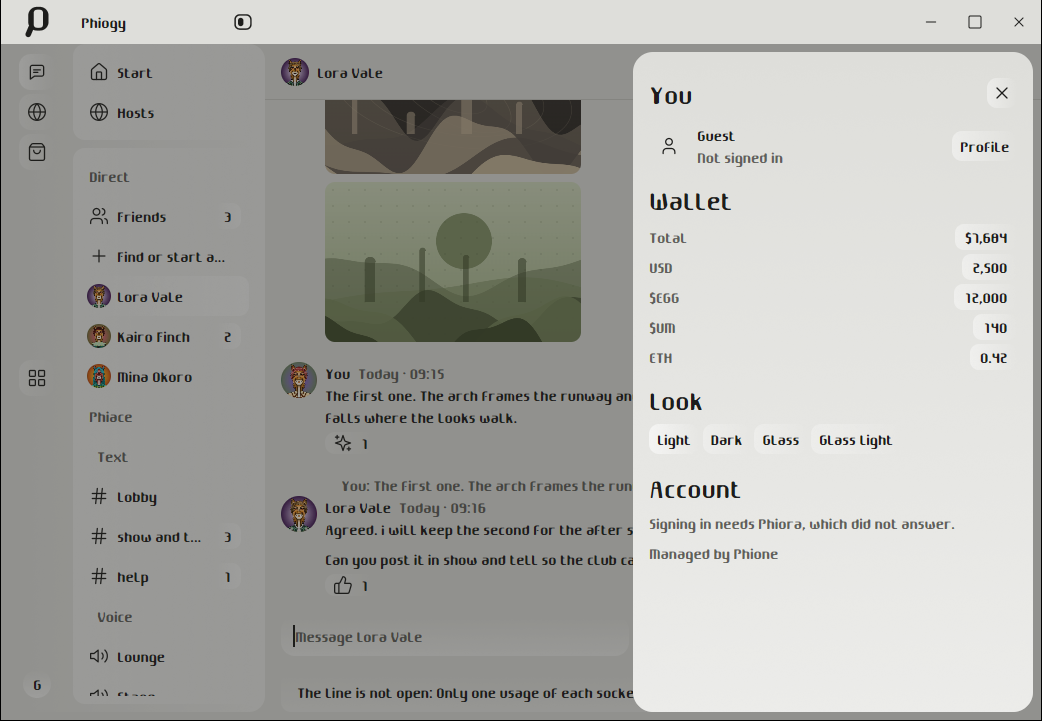 Phiogy
Start
Hosts
Direct
Friends 3
Find or start a...
Lora Vale
Kairo Finch 2
Mina Okoro
Phiace
Text
Lobby
show and t... 3
help 1
Voice
Lounge
Stage
G
Lora Vale
You Today · 09:15
The first one. The arch frames the runway an
falls where the looks walk.
1
You: The first one. The arch frames the run
Lora Vale Today · 09:16
Agreed. i will keep the second for the after s
Can you post it in show and tell so the club ca
1
Message Lora Vale
The line is not open: Only one usage of each socke
You
Guest
Not signed in
Profile
Wallet
Total $1,684
USD 2,500
$EGG 12,000
$UM 140
ETH 0.42
Look
Light Dark Glass Glass light
Account
Signing in needs Phiora, which did not answer.
Managed by Phione